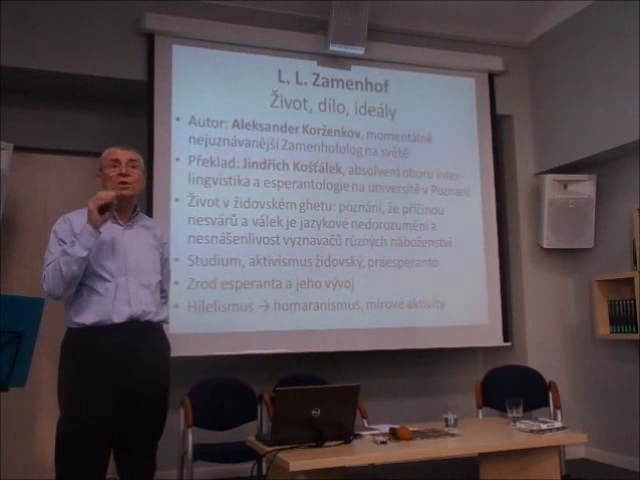 L. L. Zamenhof
Život, dílo, ideály
• Autor: Aleksander Korženkov, momentálně
nejuznávanější Zamenhofolog na světě
• Překlad: Jindřich Košťálek, absolvent oboru inter-
lingvistika a esperantologie na universitě v Poznani
• Život v židovském ghetu: poznání, že příčinou
nesvárů a válek je jazykové nedorozumění a
nesnášenlivost vyznavačů různých náboženství
• Studium, aktivismus židovský, praesperanto
• Zrod esperanta a jeho vývoj
• Hilelismus → homaranismus, mírové aktivity